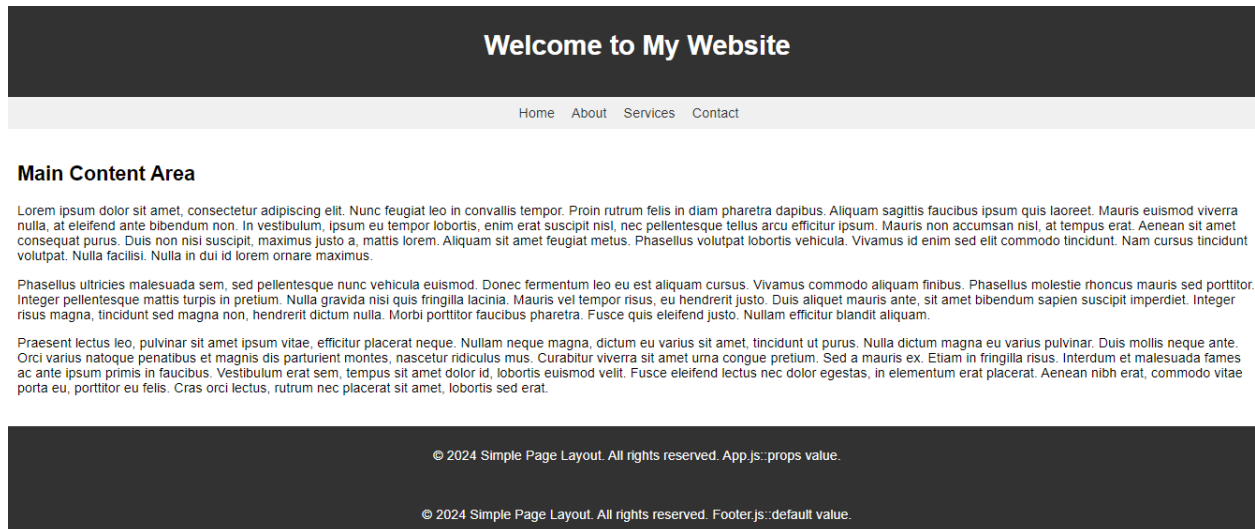 Welcome to My Website
Home About Services Contact
Main Content Area
Lorem ipsum dolor sit amet, consectetur adipiscing elit. Nunc feugiat leo in convallis tempor. Proin rutrum felis in diam pharetra dapibus. Aliquam sagittis faucibus ipsum quis laoreet. Mauris euismod viverra
nulla, at eleifend ante bibendum non. In vestibulum, ipsum eu tempor lobortis, enim erat suscipit nisl, nec pellentesque tellus arcu efficitur ipsum. Mauris non accumsan nisl, at tempus erat. Aenean sit amet
consequat purus. Duis non nisi suscipit, maximus justo a, mattis lorem. Aliquam sit amet feugiat metus. Phasellus volutpat lobortis vehicula. Vivamus id enim sed elit commodo tincidunt. Nam cursus tincidunt
volutpat. Nulla facilisi. Nulla in dui id lorem ornare maximus.
Phasellus ultricies malesuada sem, sed pellentesque nunc vehicula euismod. Donec fermentum leo eu est aliquam cursus. Vivamus commodo aliquam finibus. Phasellus molestie rhoncus mauris sed porttitor.
Integer pellentesque mattis turpis in pretium. Nulla gravida nisi quis fringilla lacinia. Mauris vel tempor risus, eu hendrerit justo. Duis aliquet mauris ante, sit amet bibendum sapien suscipit imperdiet. Integer
risus magna, tincidunt sed magna non, hendrerit dictum nulla. Morbi porttitor faucibus pharetra. Fusce quis eleifend justo. Nullam efficitur blandit aliquam.
Praesent lectus leo, pulvinar sit amet ipsum vitae, efficitur placerat neque. Nullam neque magna, dictum eu varius sit amet, tincidunt ut purus. Nulla dictum magna eu varius pulvinar. Duis mollis neque ante.
Orci varius natoque penatibus et magnis dis parturient montes, nascetur ridiculus mus. Curabitur viverra sit amet urna congue pretium. Sed a mauris ex. Etiam in fringilla risus. Interdum et malesuada fames
ac ante ipsum primis in faucibus. Vestibulum erat sem, tempus sit amet dolor id, lobortis euismod velit. Fusce eleifend lectus nec dolor egestas, in elementum erat placerat. Aenean nibh erat, commodo vitae
porta eu, porttitor eu felis. Cras orci lectus, rutrum nec placerat sit amet, lobortis sed erat.
© 2024 Simple Page Layout. All rights reserved. App.js::props value.
© 2024 Simple Page Layout. All rights reserved. Footer.js::default value.